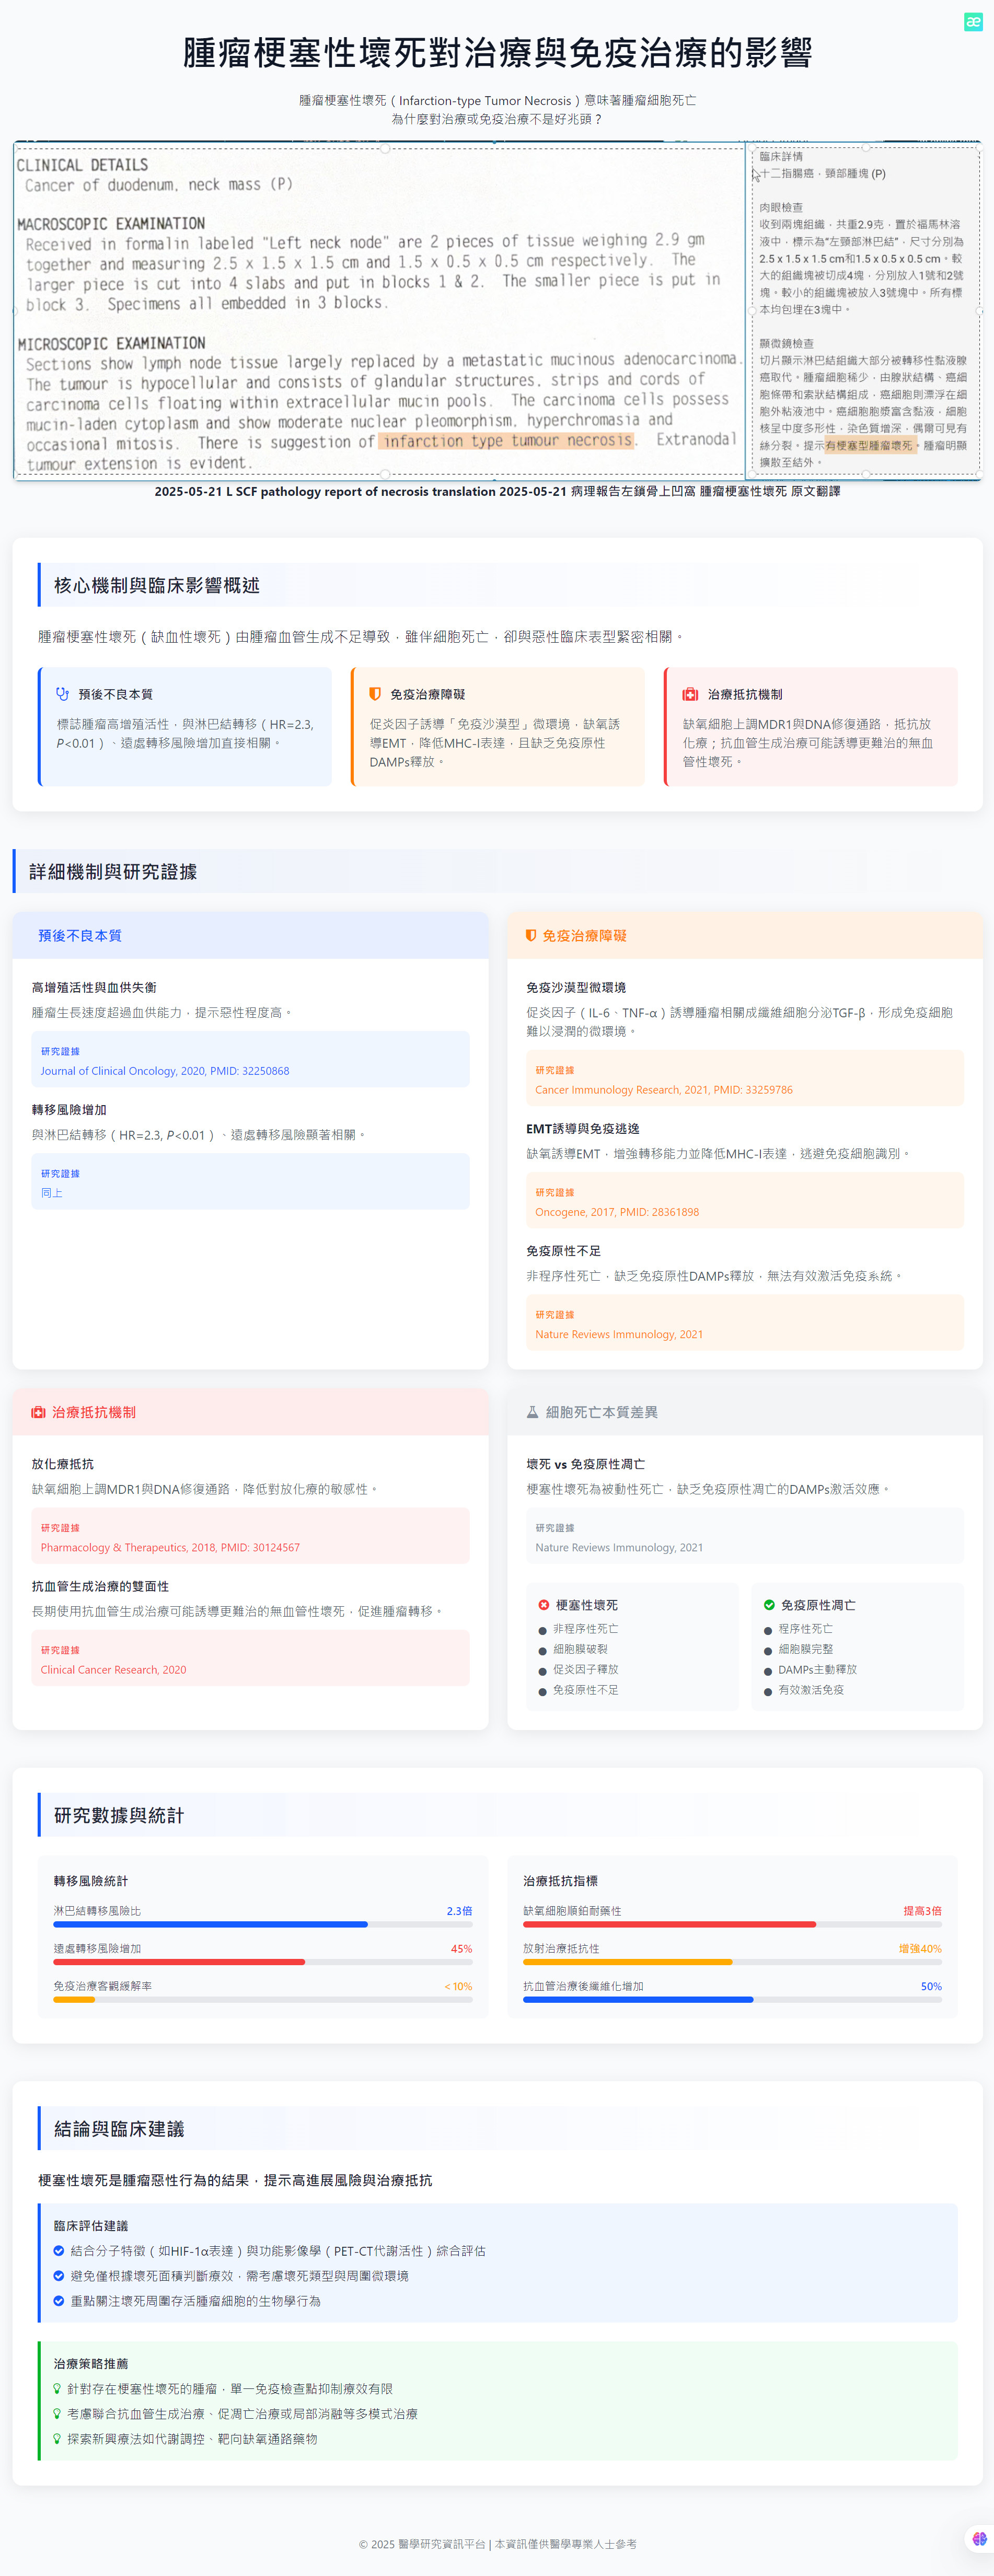 æ
腫瘤梗塞性壞死對治療與免疫治療的影響
腫瘤梗塞性壞死（Infarction-type Tumor Necrosis）意味著腫瘤細胞死亡
為什麼對治療或免疫治療不是好兆頭？
CLINICAL DETAILS
Cancer of duodenum, neck mass (P)
MACROSCOPIC EXAMINATION
Received in formalin labeled "Left neck node" are 2 pieces of tissue weighing 2.9 gm
together and measuring 2.5 x 1.5 x 1.5 cm and 1.5 x 0.5 x 0.5 cm respectively. The
larger piece is cut into 4 slabs and put in blocks 1 & 2. The smaller piece is put in
block 3. Specimens all embedded in 3 blocks.
MICROSCOPIC EXAMINATION
Sections show lymph node tissue largely replaced by a metastatic mucinous adenocarcinoma.
The tumour is hypocellular and consists of glandular structures, strips and cords of
carcinoma cells floating within extracellular mucin pools. The carcinoma cells possess
mucin-laden cytoplasm and show moderate nuclear pleomorphism, hyperchromasia and
occasional mitosis. There is suggestion of infarction type tumour necrosis. Extranodal
tumour extension is evident.
臨床詳情
十二指腸癌，頸部腫塊 (P)
肉眼檢查
收到兩塊組織，共重2.9克，置於福馬林溶
液中，標示為"左頸部淋巴結"，尺寸分別為
2.5 x 1.5 x 1.5 cm和1.5 x 0.5 x 0.5 cm。較
大的組織塊被切成4塊，分別放入1號和2號
塊。較小的組織塊被放入3號塊中。所有標
本均包埋在3塊中。
顯微鏡檢查
切片顯示淋巴結組織大部分被轉移性黏液腺
癌取代。腫瘤細胞稀少，由腺狀結構、癌細
胞條帶和索狀結構組成，癌細胞則漂浮在細
胞外粘液池中。癌細胞胞漿富含黏液，細胞
核呈中度多形性，染色質增深，偶爾可見有
絲分裂。提示有梗塞型腫瘤壞死。腫瘤明顯
擴散至結外。
2025-05-21 L SCF pathology report of necrosis translation 2025-05-21 病理報告左鎖骨上凹窩 腫瘤梗塞性壞死 原文翻譯
核心機制與臨床影響概述
腫瘤梗塞性壞死（缺血性壞死）由腫瘤血管生成不足導致，雖伴細胞死亡，卻與惡性臨床表型緊密相關。
預後不良本質
標誌腫瘤高增殖活性，與淋巴結轉移（HR=2.3,
P<0.01）、遠處轉移風險增加直接相關。
免疫治療障礙
促炎因子誘導「免疫沙漠型」微環境，缺氧誘
導EMT，降低MHC-I表達，且缺乏免疫原性
DAMPs釋放。
治療抵抗機制
缺氧細胞上調MDR1與DNA修復通路，抵抗放
化療；抗血管生成治療可能誘導更難治的無血
管性壞死。
詳細機制與研究證據
預後不良本質
高增殖活性與血供失衡
腫瘤生長速度超過血供能力，提示惡性程度高。
研究證據
Journal of Clinical Oncology, 2020, PMID: 32250868
轉移風險增加
與淋巴結轉移（HR=2.3, P<0.01）、遠處轉移風險顯著相關。
研究證據
同上
免疫治療障礙
免疫沙漠型微環境
促炎因子（IL-6、TNF-α）誘導腫瘤相關成纖維細胞分泌TGF-β，形成免疫細胞
難以浸潤的微環境。
研究證據
Cancer Immunology Research, 2021, PMID: 33259786
EMT誘導與免疫逃逸
缺氧誘導EMT，增強轉移能力並降低MHC-I表達，逃避免疫細胞識別。
研究證據
Oncogene, 2017, PMID: 28361898
免疫原性不足
非程序性死亡，缺乏免疫原性DAMPs釋放，無法有效激活免疫系統。
研究證據
Nature Reviews Immunology, 2021
治療抵抗機制
放化療抵抗
缺氧細胞上調MDR1與DNA修復通路，降低對放化療的敏感性。
研究證據
Pharmacology & Therapeutics, 2018, PMID: 30124567
抗血管生成治療的雙面性
長期使用抗血管生成治療可能誘導更難治的無血管性壞死，促進腫瘤轉移。
研究證據
Clinical Cancer Research, 2020
細胞死亡本質差異
壞死 vs 免疫原性凋亡
梗塞性壞死為被動性死亡，缺乏免疫原性凋亡的DAMPs激活效應。
研究證據
Nature Reviews Immunology, 2021
梗塞性壞死
非程序性死亡
細胞膜破裂
促炎因子釋放
免疫原性不足
免疫原性凋亡
程序性死亡
細胞膜完整
DAMPs主動釋放
有效激活免疫
研究數據與統計
轉移風險統計
淋巴結轉移風險比 2.3倍
遠處轉移風險增加 45%
免疫治療客觀緩解率 <10%
治療抵抗指標
缺氧細胞順鉑耐藥性 提高3倍
放射治療抵抗性 增強40%
抗血管治療後纖維化增加 50%
結論與臨床建議
梗塞性壞死是腫瘤惡性行為的結果，提示高進展風險與治療抵抗
臨床評估建議
結合分子特徵（如HIF-1α表達）與功能影像學（PET-CT代謝活性）綜合評估
避免僅根據壞死面積判斷療效，需考慮壞死類型與周圍微環境
重點關注壞死周圍存活腫瘤細胞的生物學行為
治療策略推薦
針對存在梗塞性壞死的腫瘤，單一免疫檢查點抑制療效有限
考慮聯合抗血管生成治療、促凋亡治療或局部消融等多模式治療
探索新興療法如代謝調控、靶向缺氧通路藥物
© 2025 醫學研究資訊平台 | 本資訊僅供醫學專業人士參考